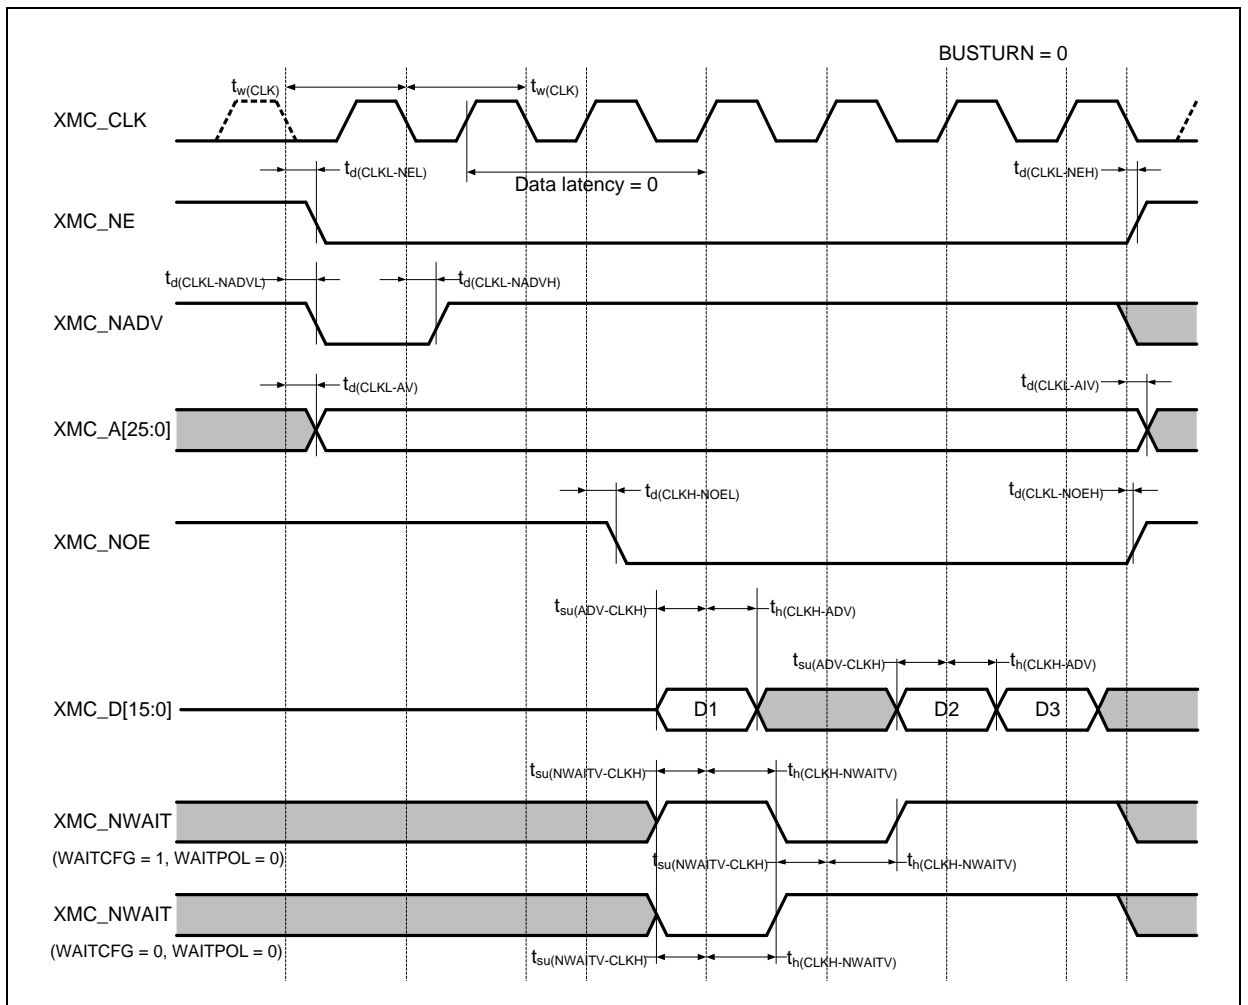 BUSTURN = 0
tw(CLK) tw(CLK)
XMC_CLK
td(CLKL-NEL) td(CLKL-NEH)
Data latency = 0
XMC_NE
td(CLKL-NADVL) td(CLKL-NADVH)
XMC_NADV
td(CLKL-AV) td(CLKL-AIV)
XMC_A[25:0]
td(CLKH-NOEL) td(CLKL-NOEH)
XMC_NOE
tsu(ADV-CLKH) th(CLKH-ADV)
tsu(ADV-CLKH) th(CLKH-ADV)
XMC_D[15:0] D1 D2 D3
tsu(NWAITV-CLKH) th(CLKH-NWAITV)
XMC_NWAIT
(WAITCFG = 1, WAITPOL = 0)
tsu(NWAITV-CLKH) th(CLKH-NWAITV)
XMC_NWAIT
(WAITCFG = 0, WAITPOL = 0)
tsu(NWAITV-CLKH) th(CLKH-NWAITV)